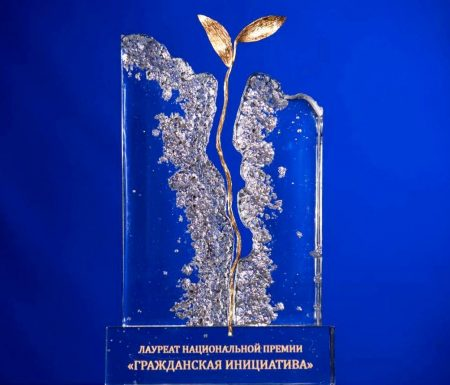 ЛАУРЕАТ НАЦИОНАЛЬНОЙ ПРЕМИИ
«ГРАЖДАНСКАЯ ИНИЦИАТИВА»